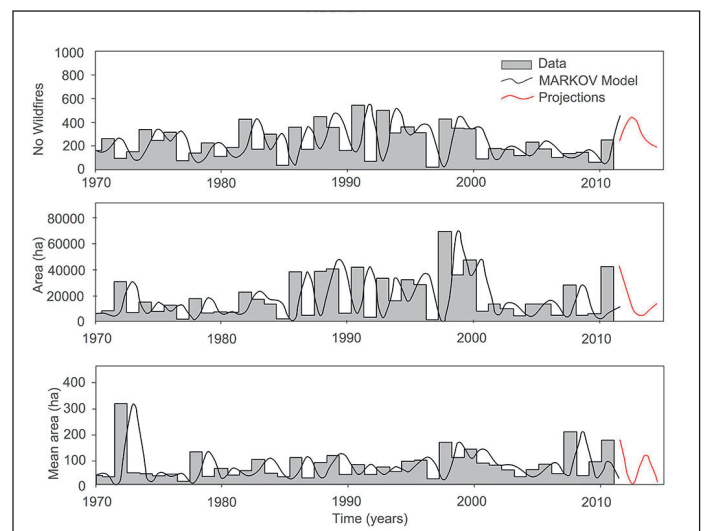 1000
800
600
400
200
0
No Wildfires
Data
MARKOV Model
Projections
1970 1980 1990 2000 2010
80000
60000
40000
20000
0
Area (ha)
1970 1980 1990 2000 2010
400
300
200
100
0
Mean area (ha)
1970 1980 1990 2000 2010
Time (years)